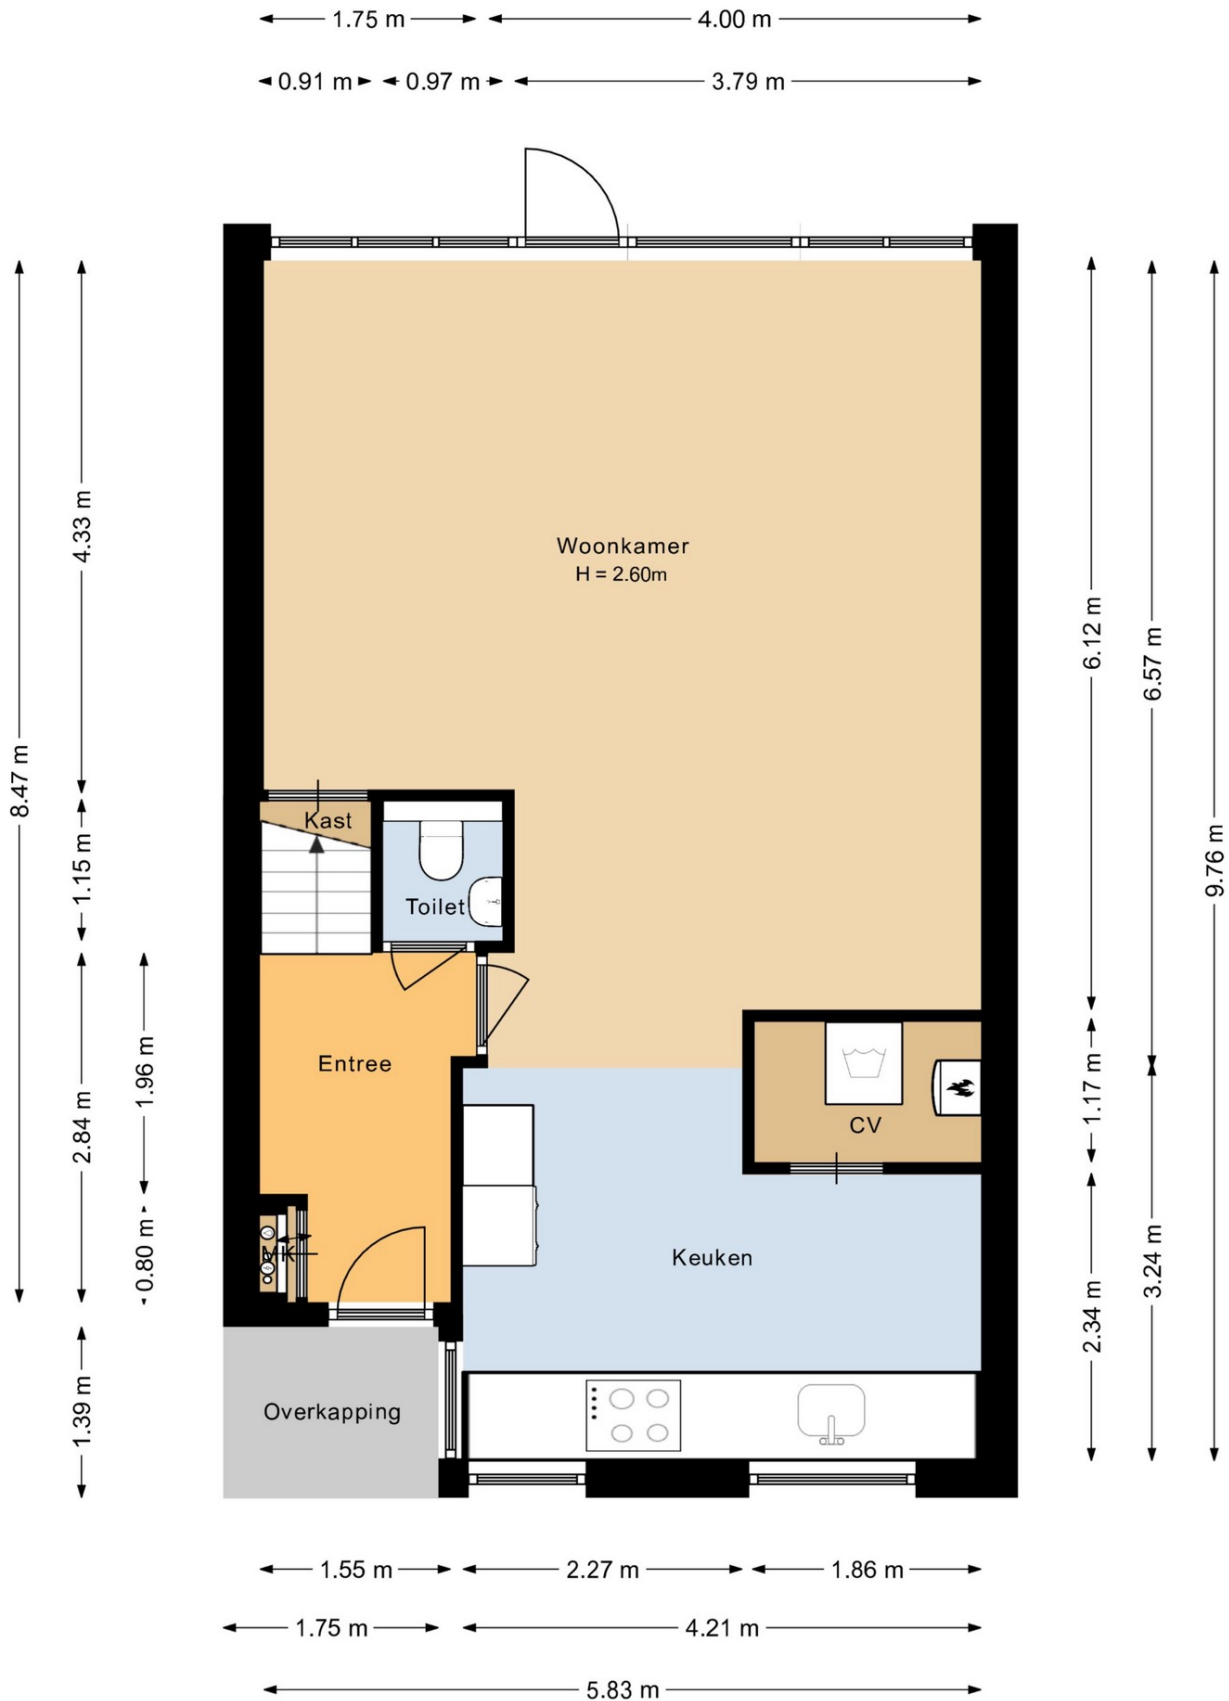 1.75 m
4.00 m
0.91 m
0.97 m
3.79 m
Woonkamer
H = 2.60m
4.33 m
8.47 m
6.12 m
6.57 m
9.76 m
Kast
1.15 m
Toilet
Entree
1.96 m
2.84 m
CV
1.17 m
MK
0.80 m
Keuken
3.24 m
2.34 m
Overkapping
1.39 m
1.55 m
2.27 m
1.86 m
1.75 m
4.21 m
5.83 m